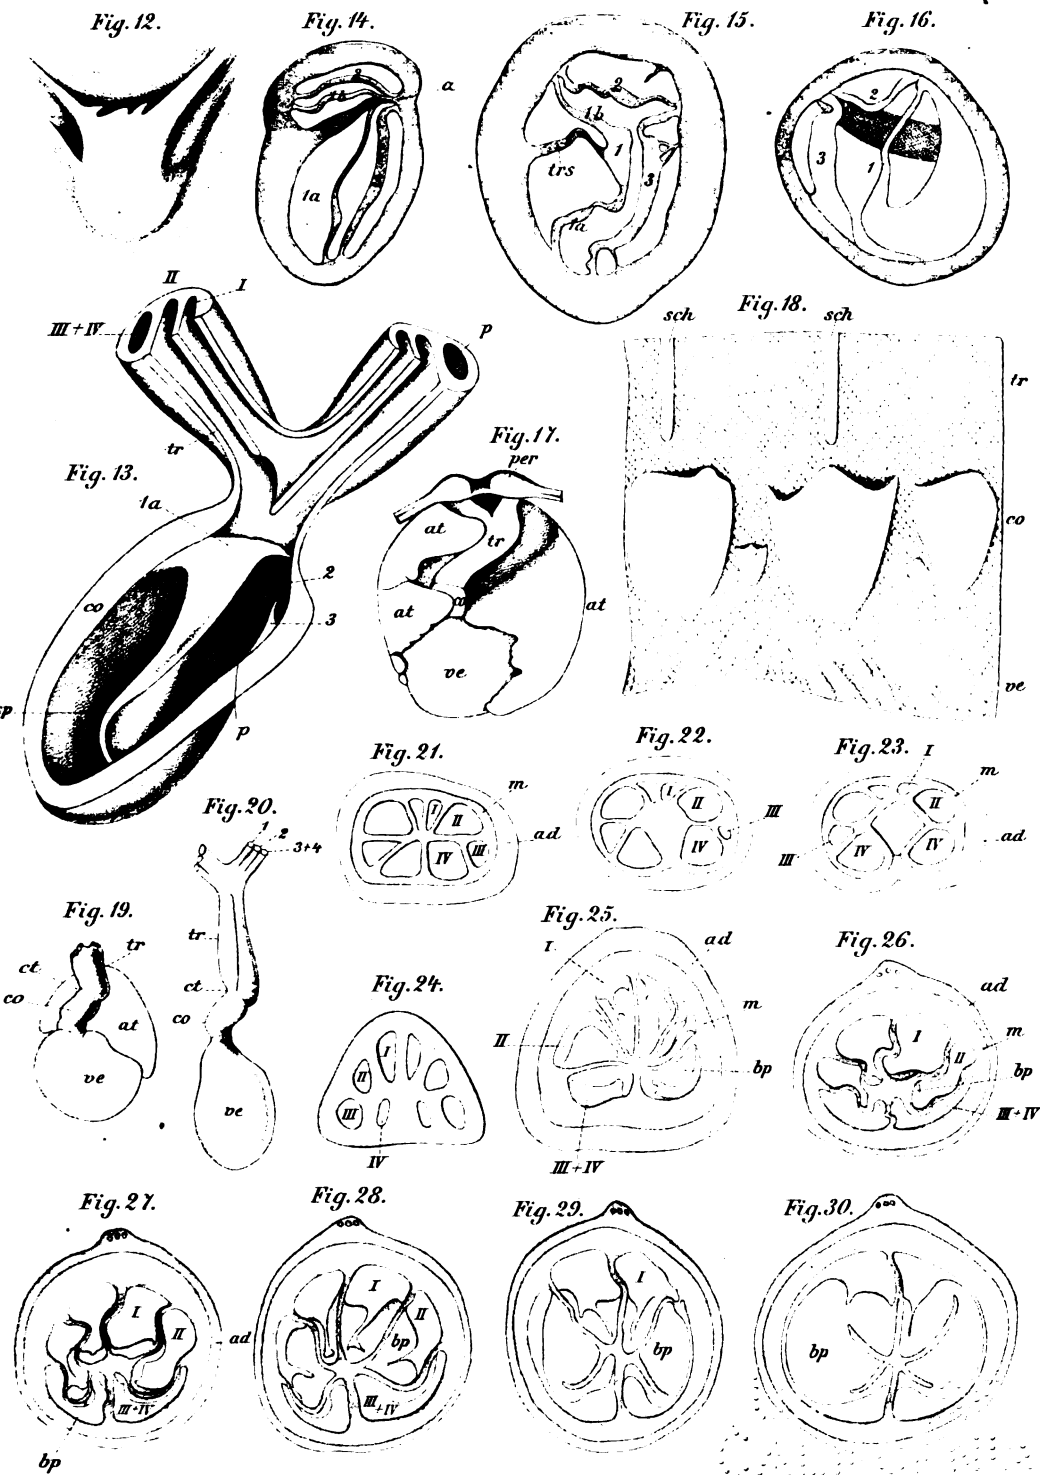 Fig. 12.
Fig. 14.
Fig. 15.
Fig. 16.
2
1b
1a
a
2
1b
1
trs
3
1a
2
3
1
II
I
III + IV
p
tr
Fig. 13.
1a
2
co
3
p
Fig. 17.
per
at
tr
at
co
at
ve
Fig. 18.
sch
sch
tr
co
ve
Fig. 19.
tr
ct
co
at
ve
Fig. 20.
1
2
3+4
tr
ct
co
ve
Fig. 21.
m
I
II
ad
IV
III
Fig. 22.
I
II
III
IV
Fig. 23.
I
m
II
ad
III
IV
IV
Fig. 24.
I
II
III
IV
Fig. 25.
I
ad
m
II
bp
III + IV
Fig. 26.
ad
I
m
II
bp
III + IV
Fig. 27.
I
II
ad
III + IV
bp
Fig. 28.
I
II
bp
III + IV
Fig. 29.
I
bp
Fig. 30.
bp